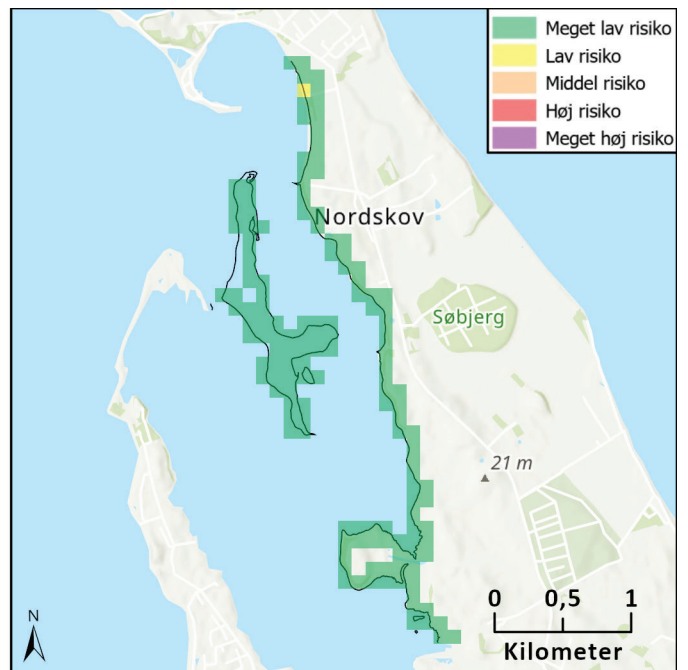 Meget lav risiko
Lav risiko
Middel risiko
Høj risiko
Meget høj risiko
Nordskov
Søbjerg
21 m
N
0 0,5 1
Kilometer